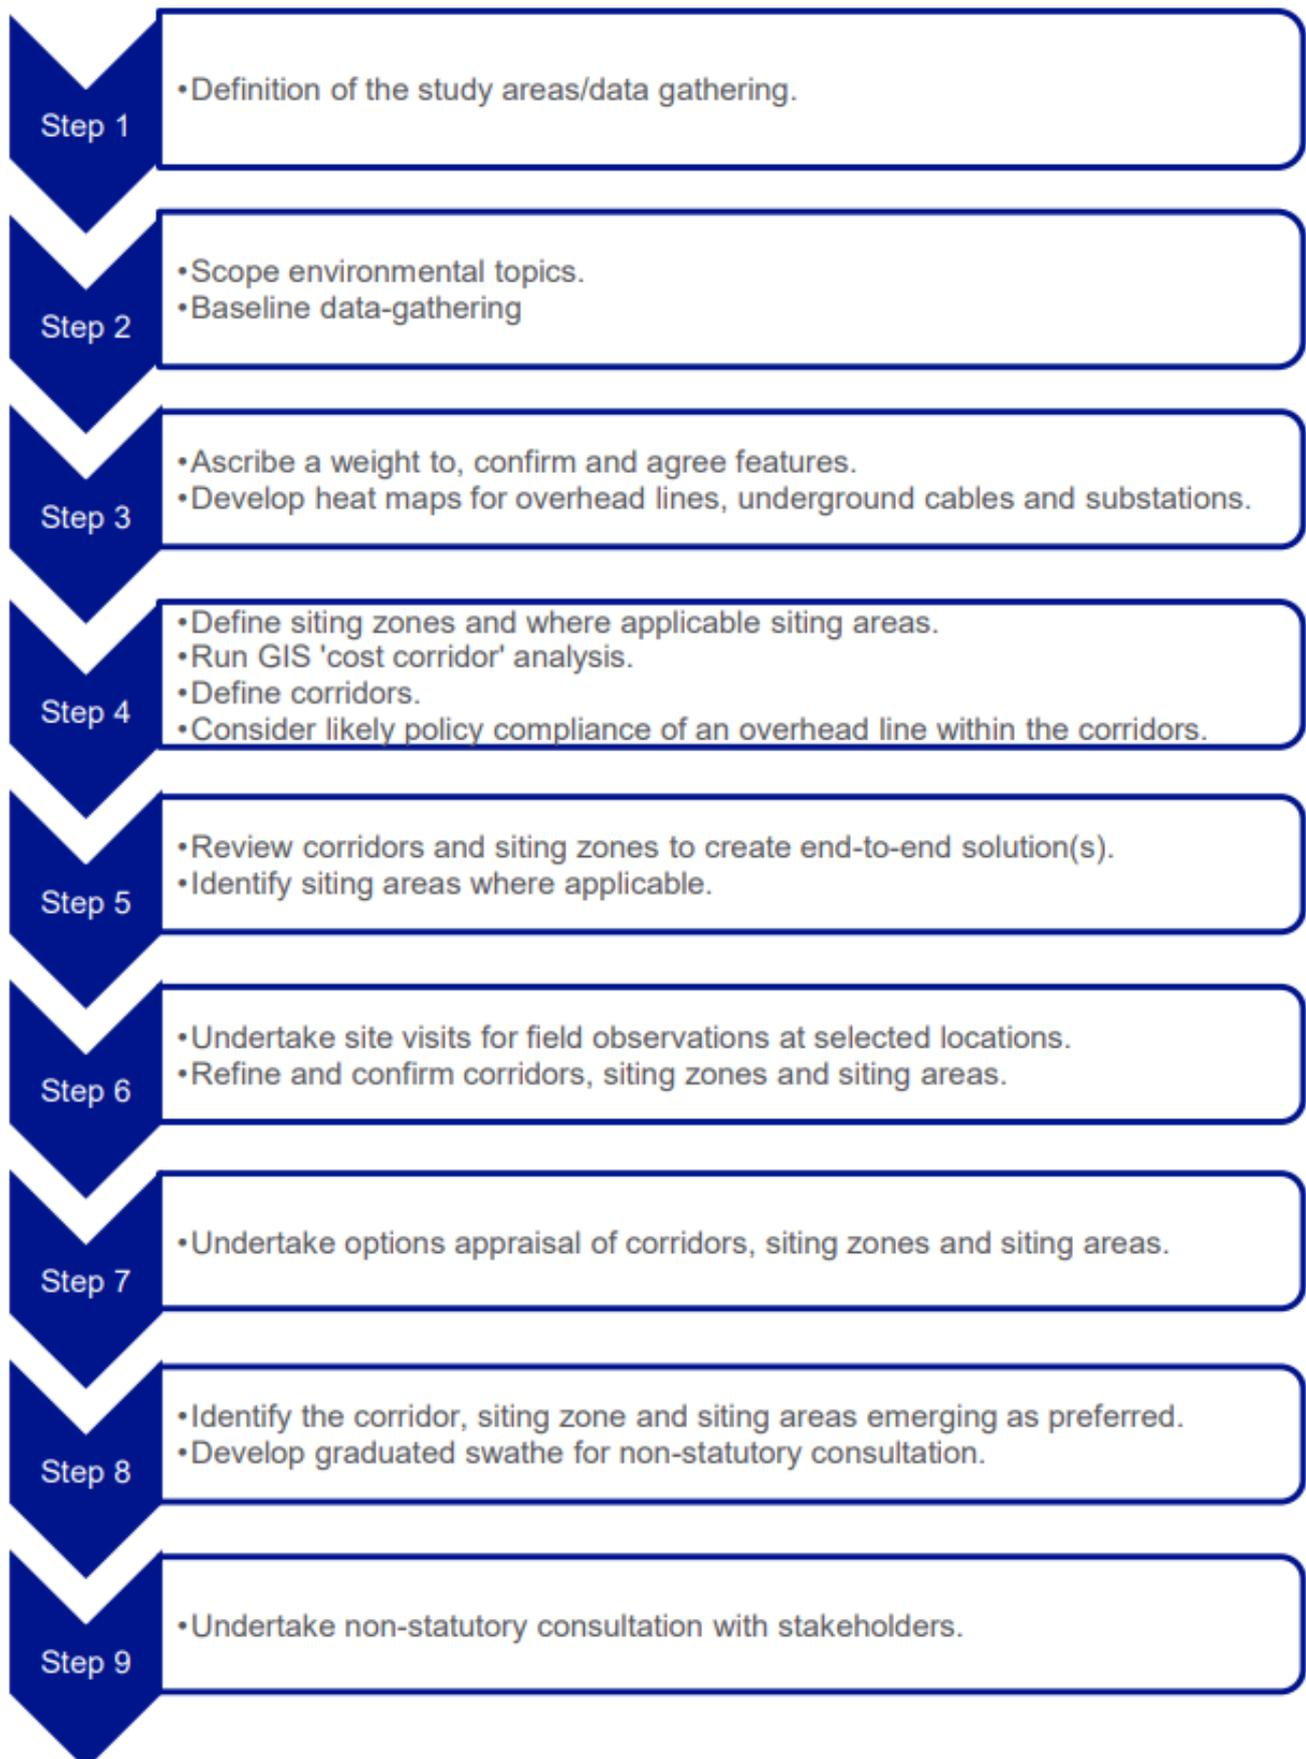 Step 1
•Definition of the study areas/data gathering.
Step 2
•Scope environmental topics.
•Baseline data-gathering
Step 3
•Ascribe a weight to, confirm and agree features.
•Develop heat maps for overhead lines, underground cables and substations.
Step 4
•Define siting zones and where applicable siting areas.
•Run GIS 'cost corridor' analysis.
•Define corridors.
•Consider likely policy compliance of an overhead line within the corridors.
Step 5
•Review corridors and siting zones to create end-to-end solution(s).
•Identify siting areas where applicable.
Step 6
•Undertake site visits for field observations at selected locations.
•Refine and confirm corridors, siting zones and siting areas.
Step 7
•Undertake options appraisal of corridors, siting zones and siting areas.
Step 8
•Identify the corridor, siting zone and siting areas emerging as preferred.
•Develop graduated swathe for non-statutory consultation.
Step 9
•Undertake non-statutory consultation with stakeholders.